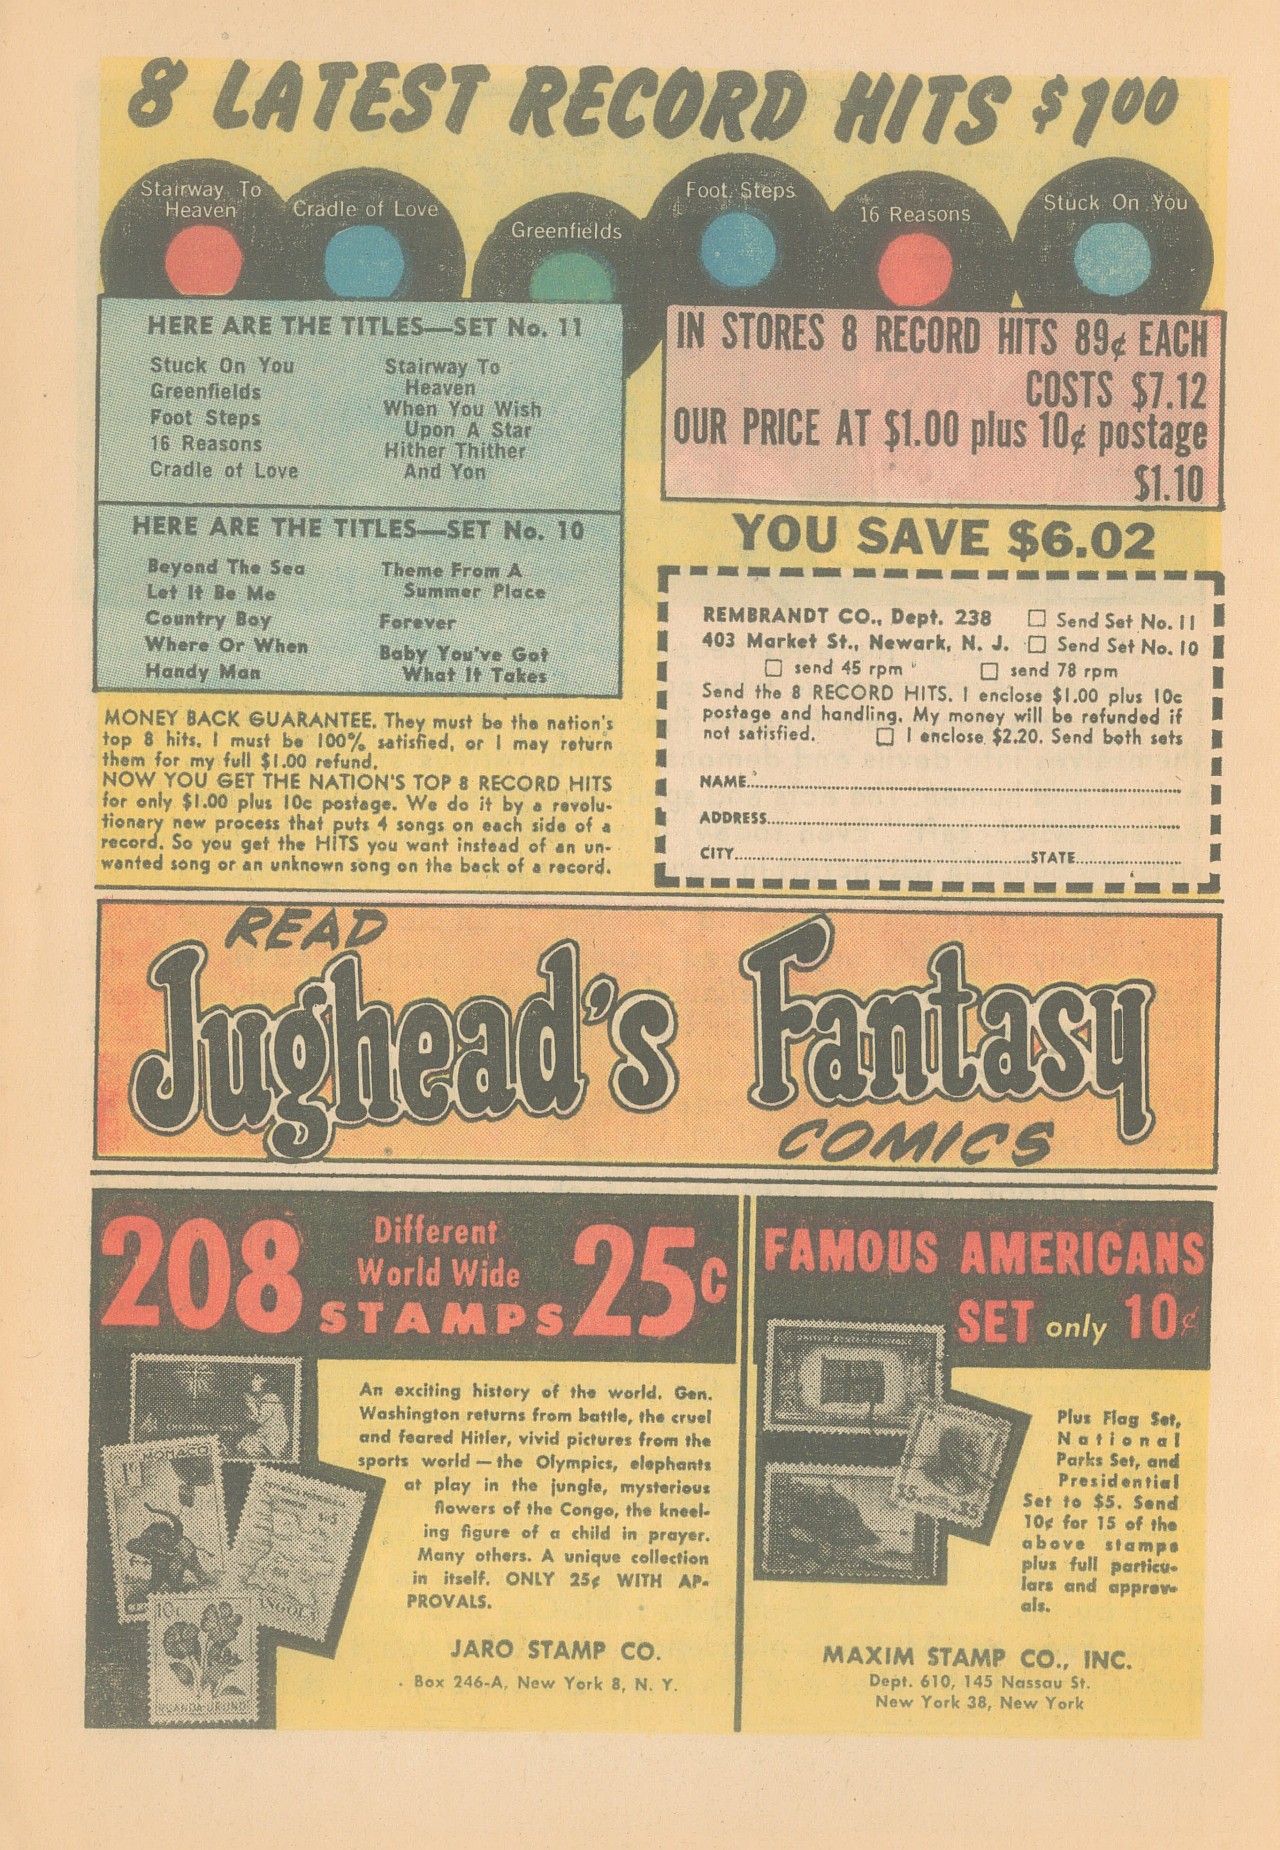 8 LATEST RECORD HITS $1.00
Stairway To
Heaven
Cradle of Love
Greenfields
Foot Steps
16 Reasons
Stuck On You
HERE ARE THE TITLES—SET No. 11
Stuck On You
Greenfields
Foot Steps
16 Reasons
Cradle of Love
Stairway To
Heaven
When You Wish
Upon A Star
Hither Thither
And Yon
HERE ARE THE TITLES—SET No. 10
Beyond The Sea
Let It Be Me
Country Boy
Where Or When
Handy Man
Theme From A
Summer Place
Forever
Baby You've Got
What It Takes
MONEY BACK GUARANTEE. They must be the nation's
top 8 hits. I must be 100% satisfied, or I may return
them for my full $1.00 refund.
NOW YOU GET THE NATION'S TOP 8 RECORD HITS
for only $1.00 plus 10c postage. We do it by a revolu-
tionary new process that puts 4 songs on each side of a
record. So you get the HITS you want instead of an un-
wanted song or an unknown song on the back of a record.
IN STORES 8 RECORD HITS 89¢ EACH
COSTS $7.12
OUR PRICE AT $1.00 plus 10¢ postage
$1.10
YOU SAVE $6.02
REMBRANDT CO., Dept. 238 □ Send Set No. 11
403 Market St., Newark, N. J. □ Send Set No. 10
□ send 45 rpm □ send 78 rpm
Send the 8 RECORD HITS. I enclose $1.00 plus 10c
postage and handling. My money will be refunded if
not satisfied. □ I enclose $2.20. Send both sets
NAME
ADDRESS
CITY STATE
READ
Jughead's Fantasy
COMICS
208 Different
World Wide
STAMPS 25c
An exciting history of the world. Gen.
Washington returns from battle, the cruel
and feared Hitler, vivid pictures from the
sports world — the Olympics, elephants
at play in the jungle, mysterious
flowers of the Congo, the kneel-
ing figure of a child in prayer.
Many others. A unique collection
in itself. ONLY 25¢ WITH AP-
PROVALS.
MONACO
ANGOLA
10c
RUANDA URUNDI
JARO STAMP CO.
Box 246-A, New York 8, N. Y.
FAMOUS AMERICANS
SET only 10¢
UNITED STATES POSTAGE
$5 $5
Plus Flag Set,
National
Parks Set, and
Presidential
Set to $5. Send
10¢ for 15 of the
above stamps
plus full particu-
lars and approv-
als.
MAXIM STAMP CO., INC.
Dept. 610, 145 Nassau St.
New York 38, New York